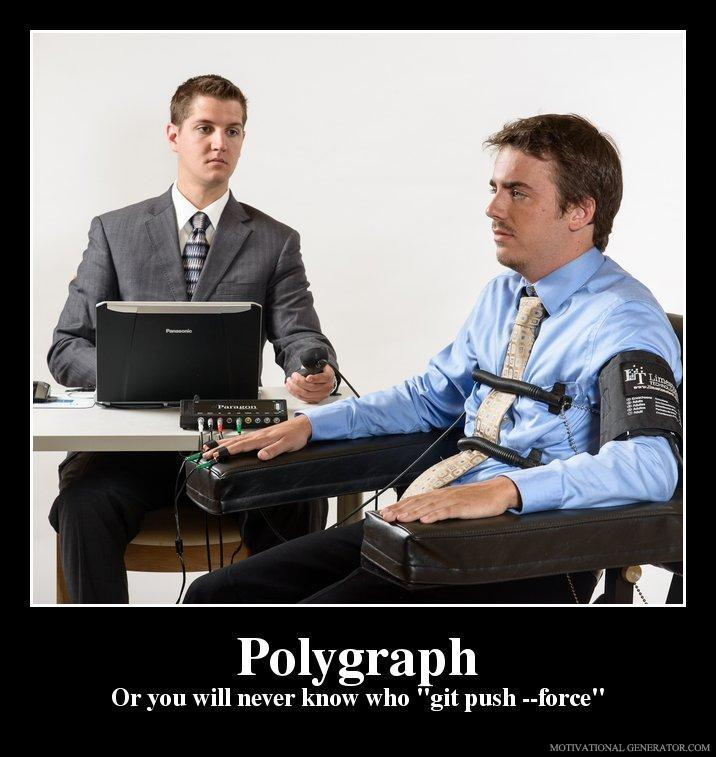 Panasonic
Paragon
Polygraph
Or you will never know who "git push --force"
MOTIVATIONAL GENERATOR.COM